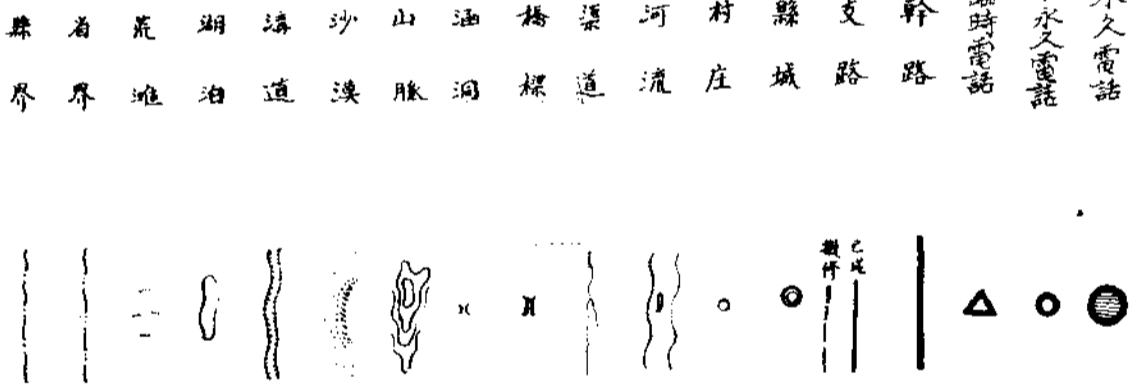 永久電話
永久電話
臨時電話
幹路
支路
已成
擬修
縣城
村庄
河流
渠道
橋樑
涵洞
山脈
沙漠
溝道
湖泊
荒灘
省界
縣界